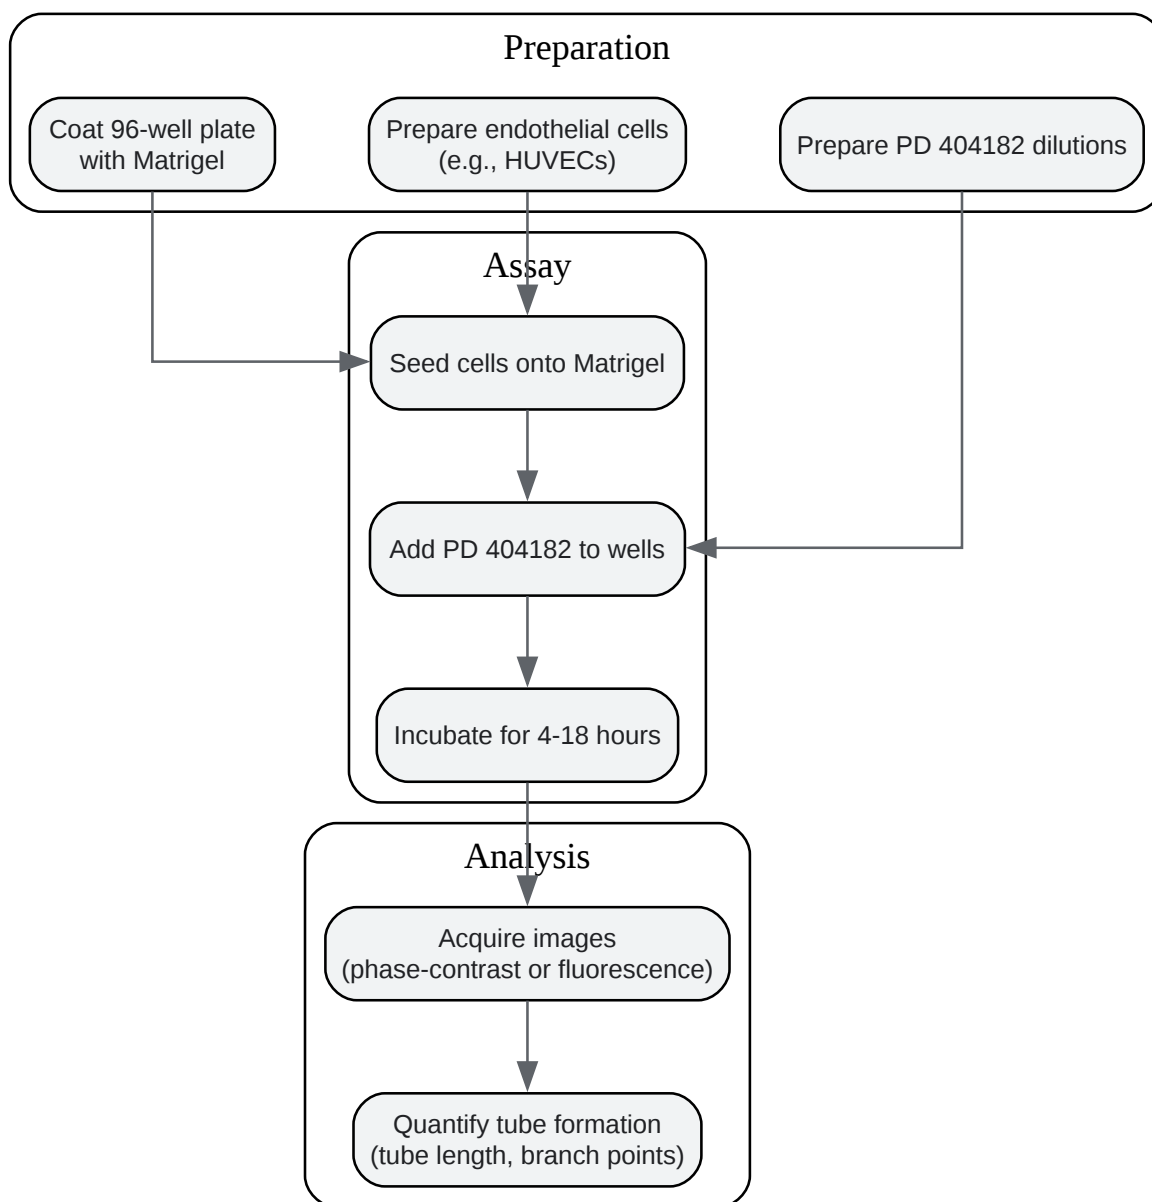 Preparation
Coat 96-well plate
with Matrigel
Prepare endothelial cells
(e.g., HUVECs)
Prepare PD 404182 dilutions
Assay
Seed cells onto Matrigel
Add PD 404182 to wells
Incubate for 4-18 hours
Analysis
Acquire images
(phase-contrast or fluorescence)
Quantify tube formation
(tube length, branch points)